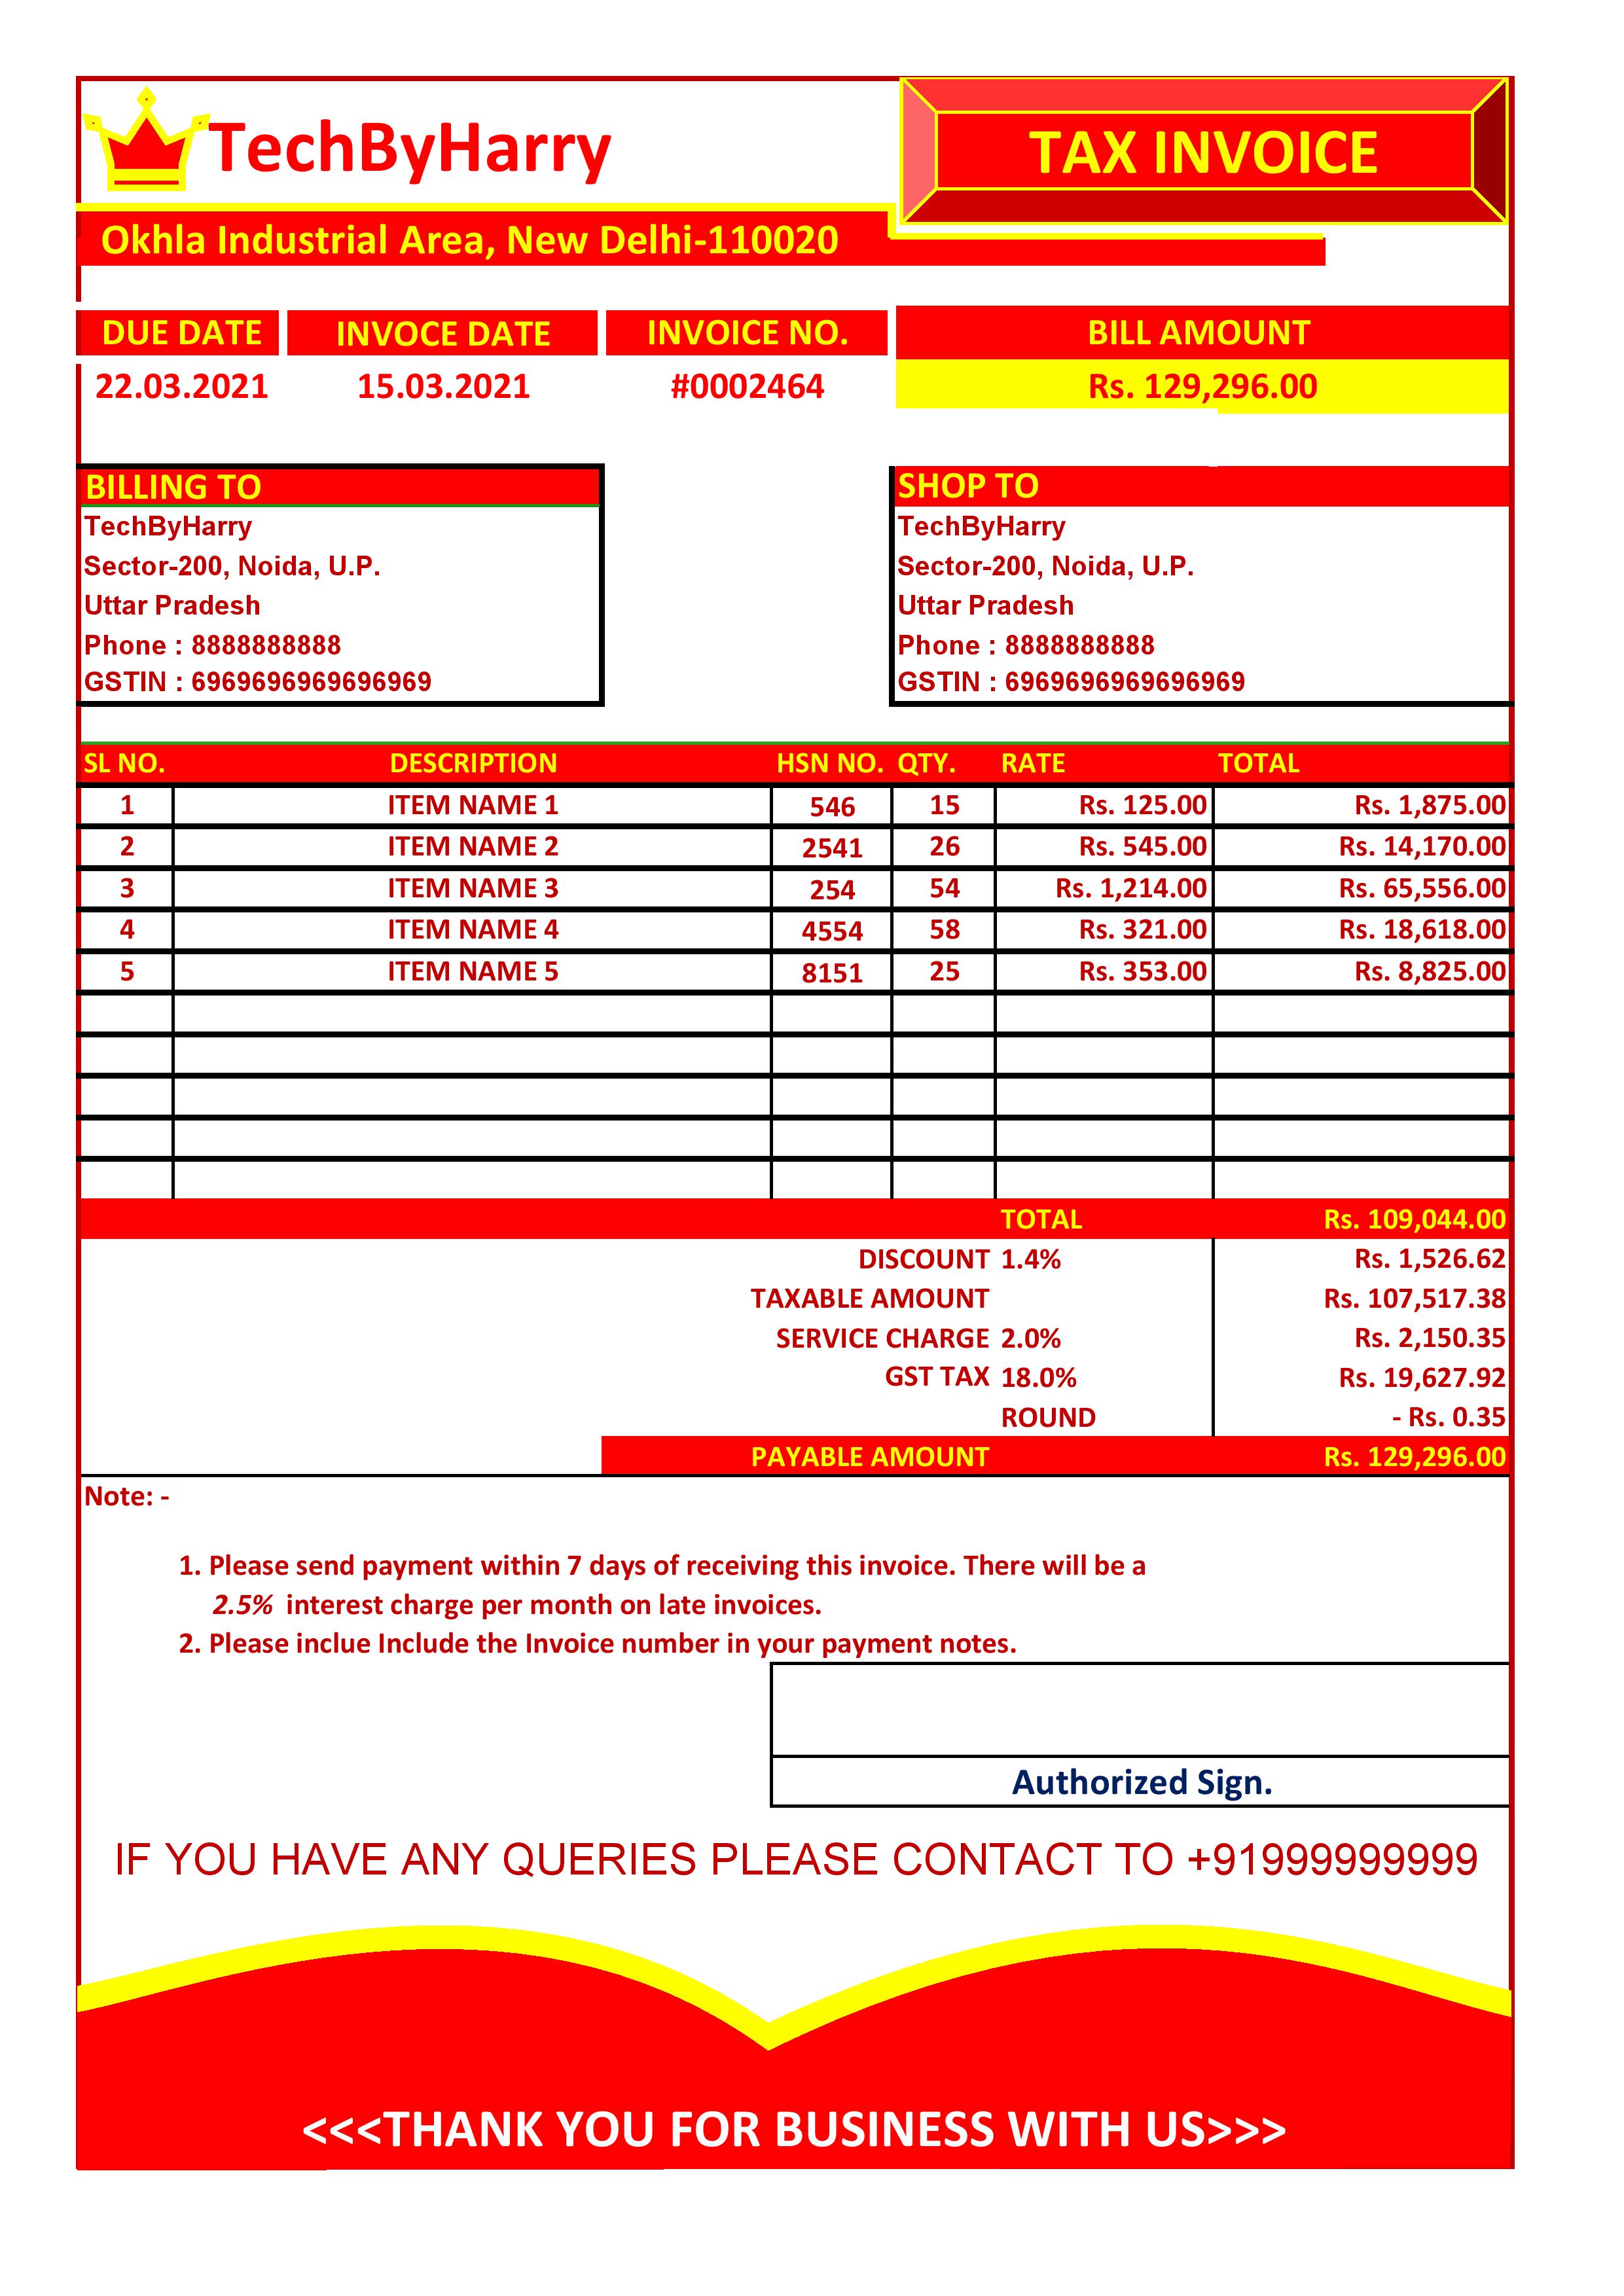 TechByHarry
TAX INVOICE
Okhla Industrial Area, New Delhi-110020
DUE DATE INVOCE DATE INVOICE NO. BILL AMOUNT
22.03.2021 15.03.2021 #0002464 Rs. 129,296.00
BILLING TO
TechByHarry
Sector-200, Noida, U.P.
Uttar Pradesh
Phone : 8888888888
GSTIN : 6969696969696969
SHOP TO
TechByHarry
Sector-200, Noida, U.P.
Uttar Pradesh
Phone : 8888888888
GSTIN : 6969696969696969
SL NO. DESCRIPTION HSN NO. QTY. RATE TOTAL
1 ITEM NAME 1 546 15 Rs. 125.00 Rs. 1,875.00
2 ITEM NAME 2 2541 26 Rs. 545.00 Rs. 14,170.00
3 ITEM NAME 3 254 54 Rs. 1,214.00 Rs. 65,556.00
4 ITEM NAME 4 4554 58 Rs. 321.00 Rs. 18,618.00
5 ITEM NAME 5 8151 25 Rs. 353.00 Rs. 8,825.00
TOTAL Rs. 109,044.00
DISCOUNT 1.4% Rs. 1,526.62
TAXABLE AMOUNT Rs. 107,517.38
SERVICE CHARGE 2.0% Rs. 2,150.35
GST TAX 18.0% Rs. 19,627.92
ROUND - Rs. 0.35
PAYABLE AMOUNT Rs. 129,296.00
Note: -
1. Please send payment within 7 days of receiving this invoice. There will be a
2.5% interest charge per month on late invoices.
2. Please inclue Include the Invoice number in your payment notes.
Authorized Sign.
IF YOU HAVE ANY QUERIES PLEASE CONTACT TO +91999999999
<<<THANK YOU FOR BUSINESS WITH US>>>